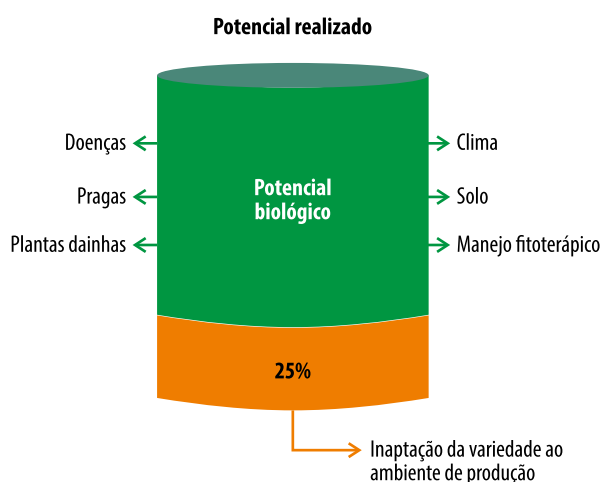 Potencial realizado
Doenças
Clima
Pragas
Potencial
biológico
Solo
Plantas dainhas
Manejo fitoterápico
25%
Inaptação da variedade ao
ambiente de produção